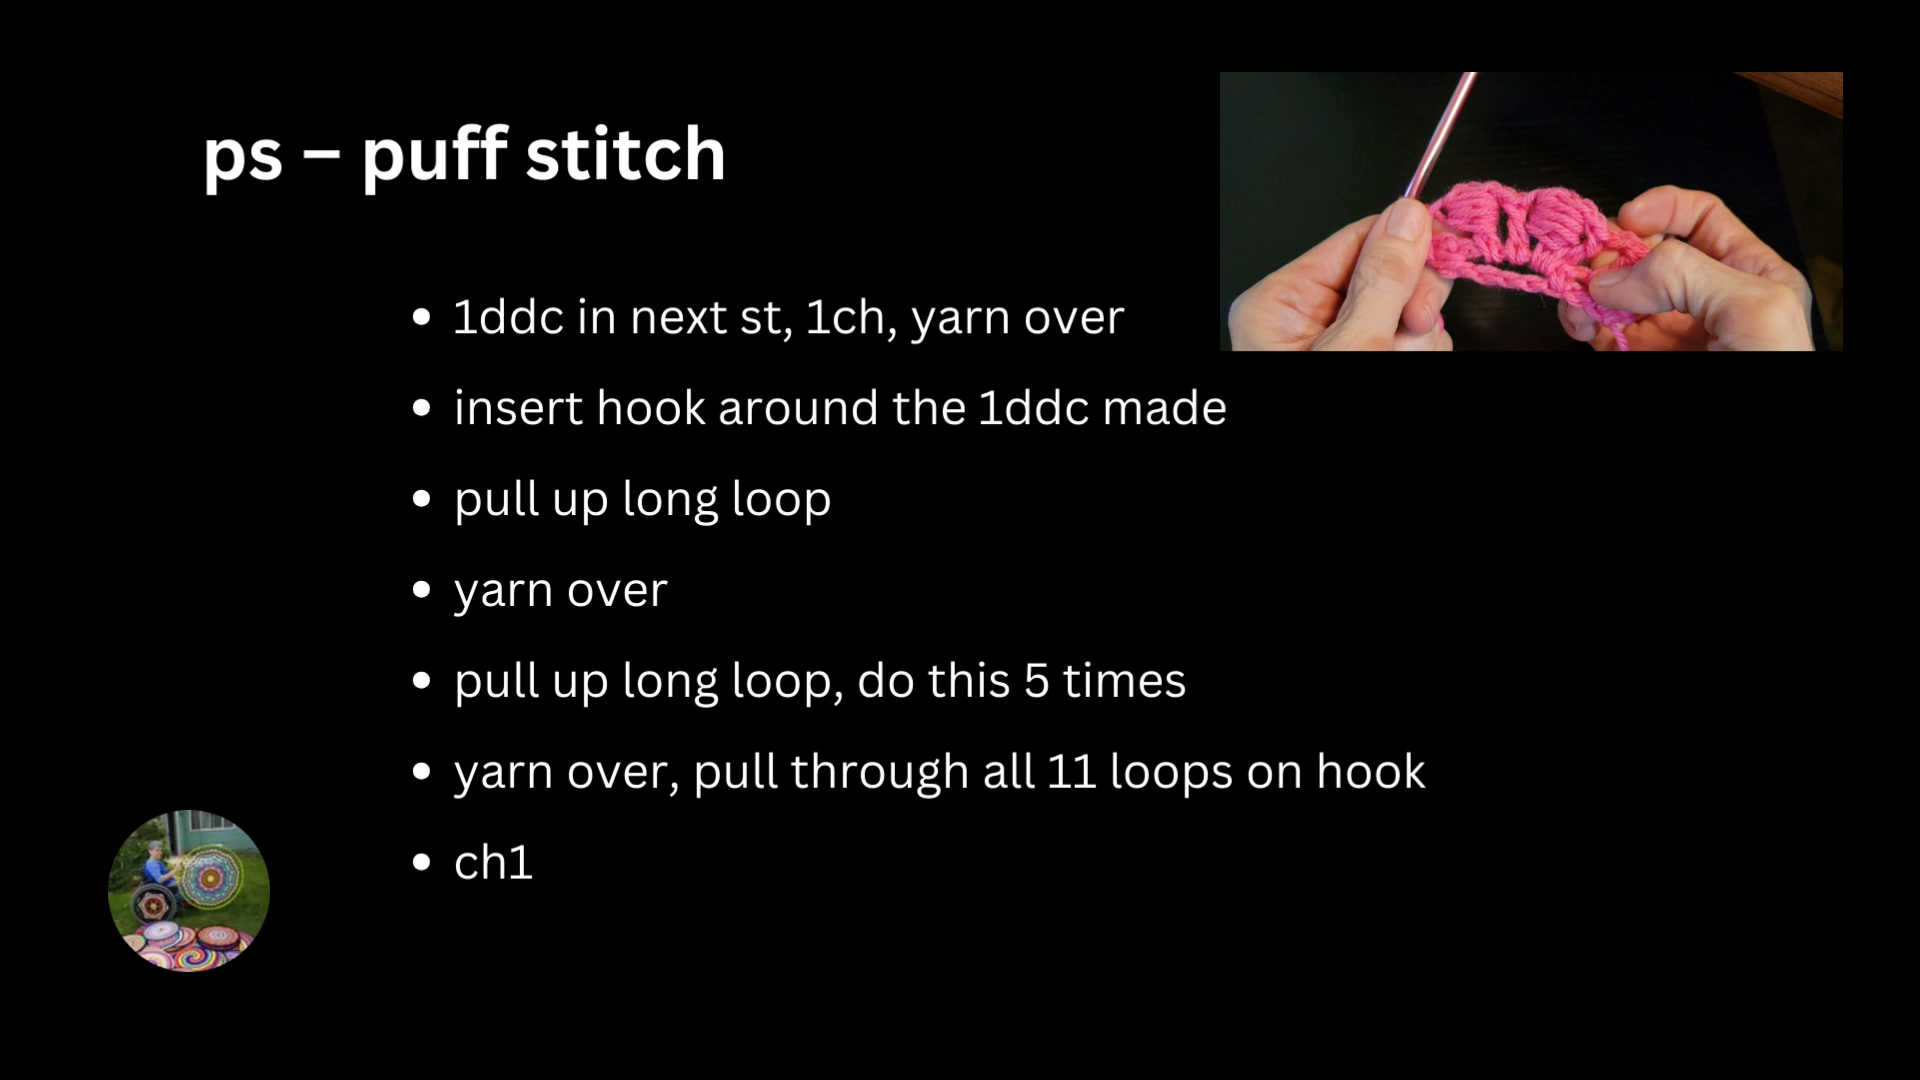 ps – puff stitch
• 1ddc in next st, 1ch, yarn over
• insert hook around the 1ddc made
• pull up long loop
• yarn over
• pull up long loop, do this 5 times
• yarn over, pull through all 11 loops on hook
• ch1